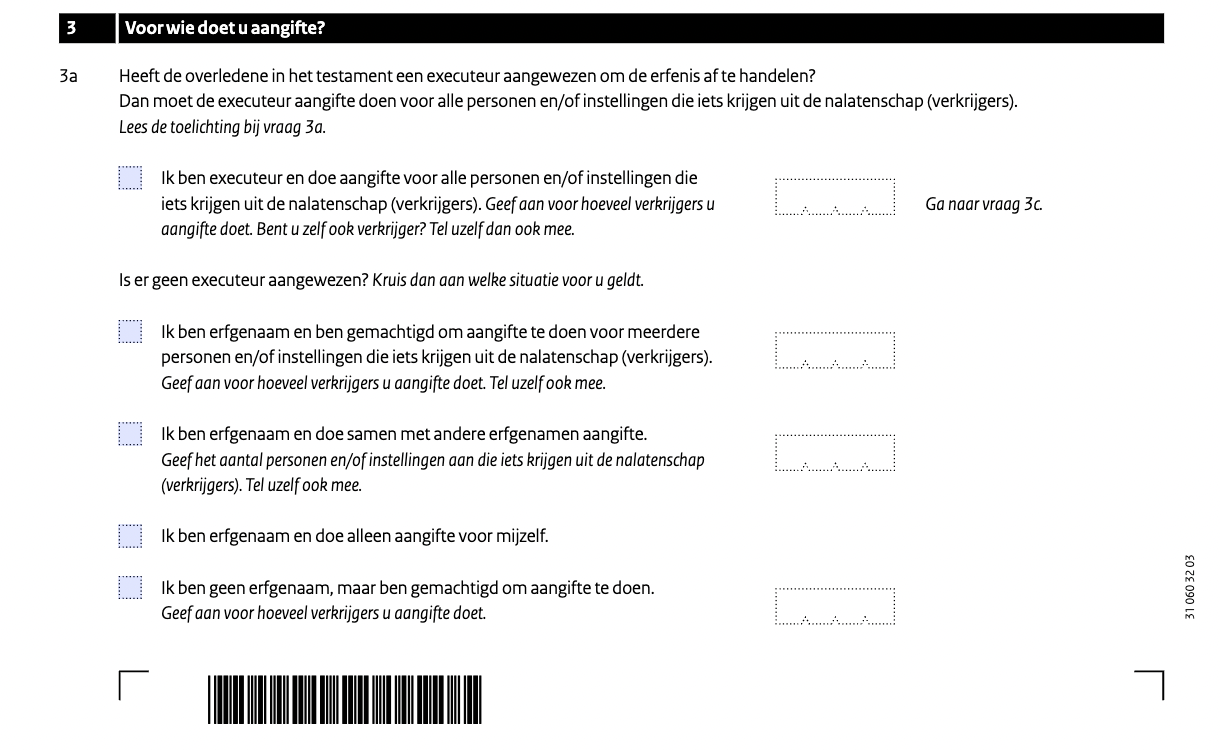 3 Voor wie doet u aangifte?
3a Heeft de overledene in het testament een executeur aangewezen om de erfenis af te handelen?
Dan moet de executeur aangifte doen voor alle personen en/of instellingen die iets krijgen uit de nalatenschap (verkrijgers).
Lees de toelichting bij vraag 3a.
Ik ben executeur en doe aangifte voor alle personen en/of instellingen die
iets krijgen uit de nalatenschap (verkrijgers). Geef aan voor hoeveel verkrijgers u Ga naar vraag 3c.
aangifte doet. Bent u zelf ook verkrijger? Tel uzelf dan ook mee.
Is er geen executeur aangewezen? Kruis dan aan welke situatie voor u geldt.
Ik ben erfgenaam en ben gemachtigd om aangifte te doen voor meerdere
personen en/of instellingen die iets krijgen uit de nalatenschap (verkrijgers).
Geef aan voor hoeveel verkrijgers u aangifte doet. Tel uzelf ook mee.
Ik ben erfgenaam en doe samen met andere erfgenamen aangifte.
Geef het aantal personen en/of instellingen aan die iets krijgen uit de nalatenschap
(verkrijgers). Tel uzelf ook mee.
Ik ben erfgenaam en doe alleen aangifte voor mijzelf.
Ik ben geen erfgenaam, maar ben gemachtigd om aangifte te doen.
Geef aan voor hoeveel verkrijgers u aangifte doet.
31 060 32 03